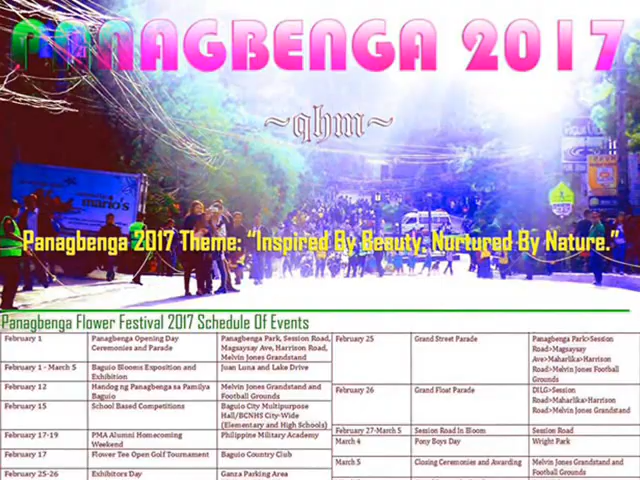 PANAGBENGA 2017
~qhm~
mario's
Panagbenga 2017 Theme: "Inspired By Beauty, Nurtured By Nature."
Panagbenga Flower Festival 2017 Schedule Of Events
February 1
Panagbenga Opening Day
Ceremonies and Parade
Panagbenga Park, Session Road,
Magsaysay Ave, Harrison Road,
Melvin Jones Grandstand
February 1 - March 5
Baguio Blooms Exposition and
Exhibition
Juan Luna and Lake Drive
February 12
Handog ng Panagbenga sa Pamilya
Baguio
Melvin Jones Grandstand and
Football Grounds
February 15
School Based Competitions
Baguio City Multipurpose
Hall/BCNHS City-Wide
(Elementary and High Schools)
February 17-19
PMA Alumni Homecoming
Weekend
Philippine Military Academy
February 17
Flower Tee Open Golf Tournament
Baguio Country Club
February 25-26
Exhibitors Day
Ganza Parking Area
February 25
Grand Street Parade
Panagbenga Park>Session
Road>Magsaysay
Ave>Maharlika>Harrison
Road>Melvin Jones Football
Grounds
February 26
Grand Float Parade
DILG>Session
Road>Maharlika>Harrison
Road>Melvin Jones Grandstand
February 27-March 5
Session Road In Bloom
Session Road
March 4
Pony Boys Day
Wright Park
March 5
Closing Ceremonies and Awarding
Melvin Jones Grandstand and
Football Grounds